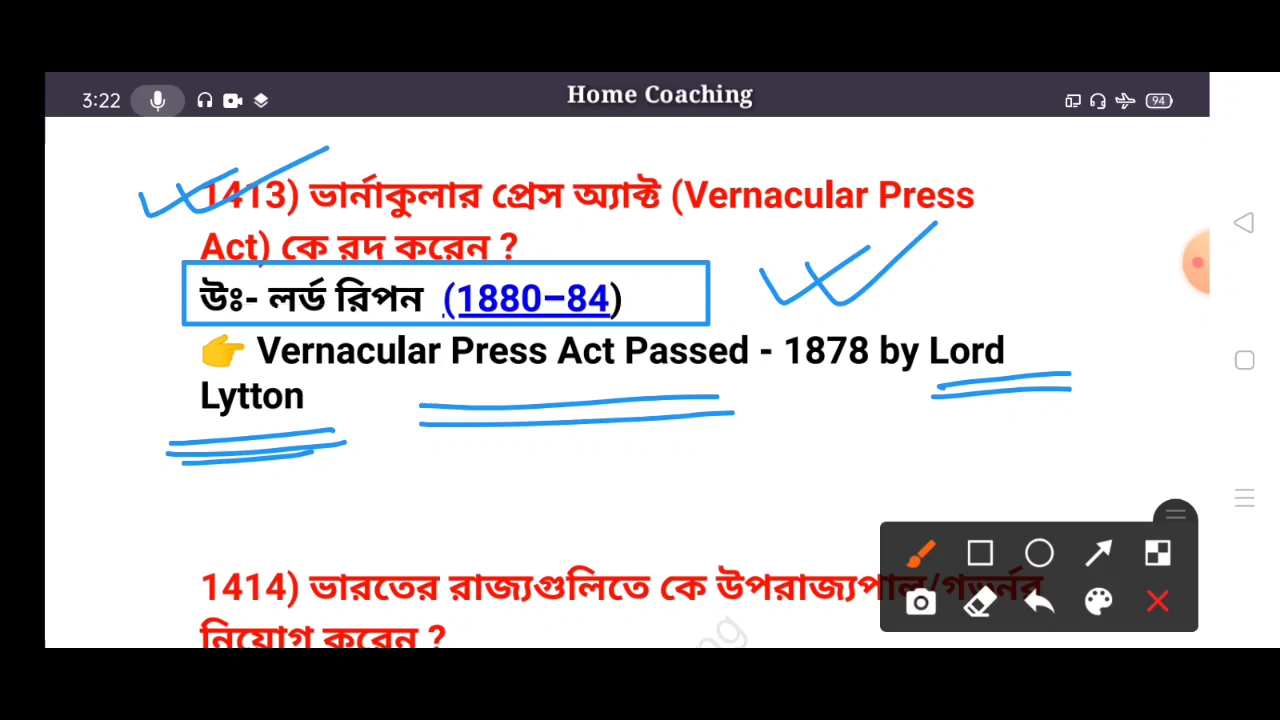 3:22
Home Coaching
94
1413) ভার্নাকুলার প্রেস অ্যাক্ট (Vernacular Press
Act) কে রদ করেন ?
উঃ- লর্ড রিপন (1880–84)
👉 Vernacular Press Act Passed - 1878 by Lord
Lytton
1414) ভারতের রাজ্যগুলিতে কে উপরাজ্যপাল/গভর্নর
নিয়োগ করেন ?